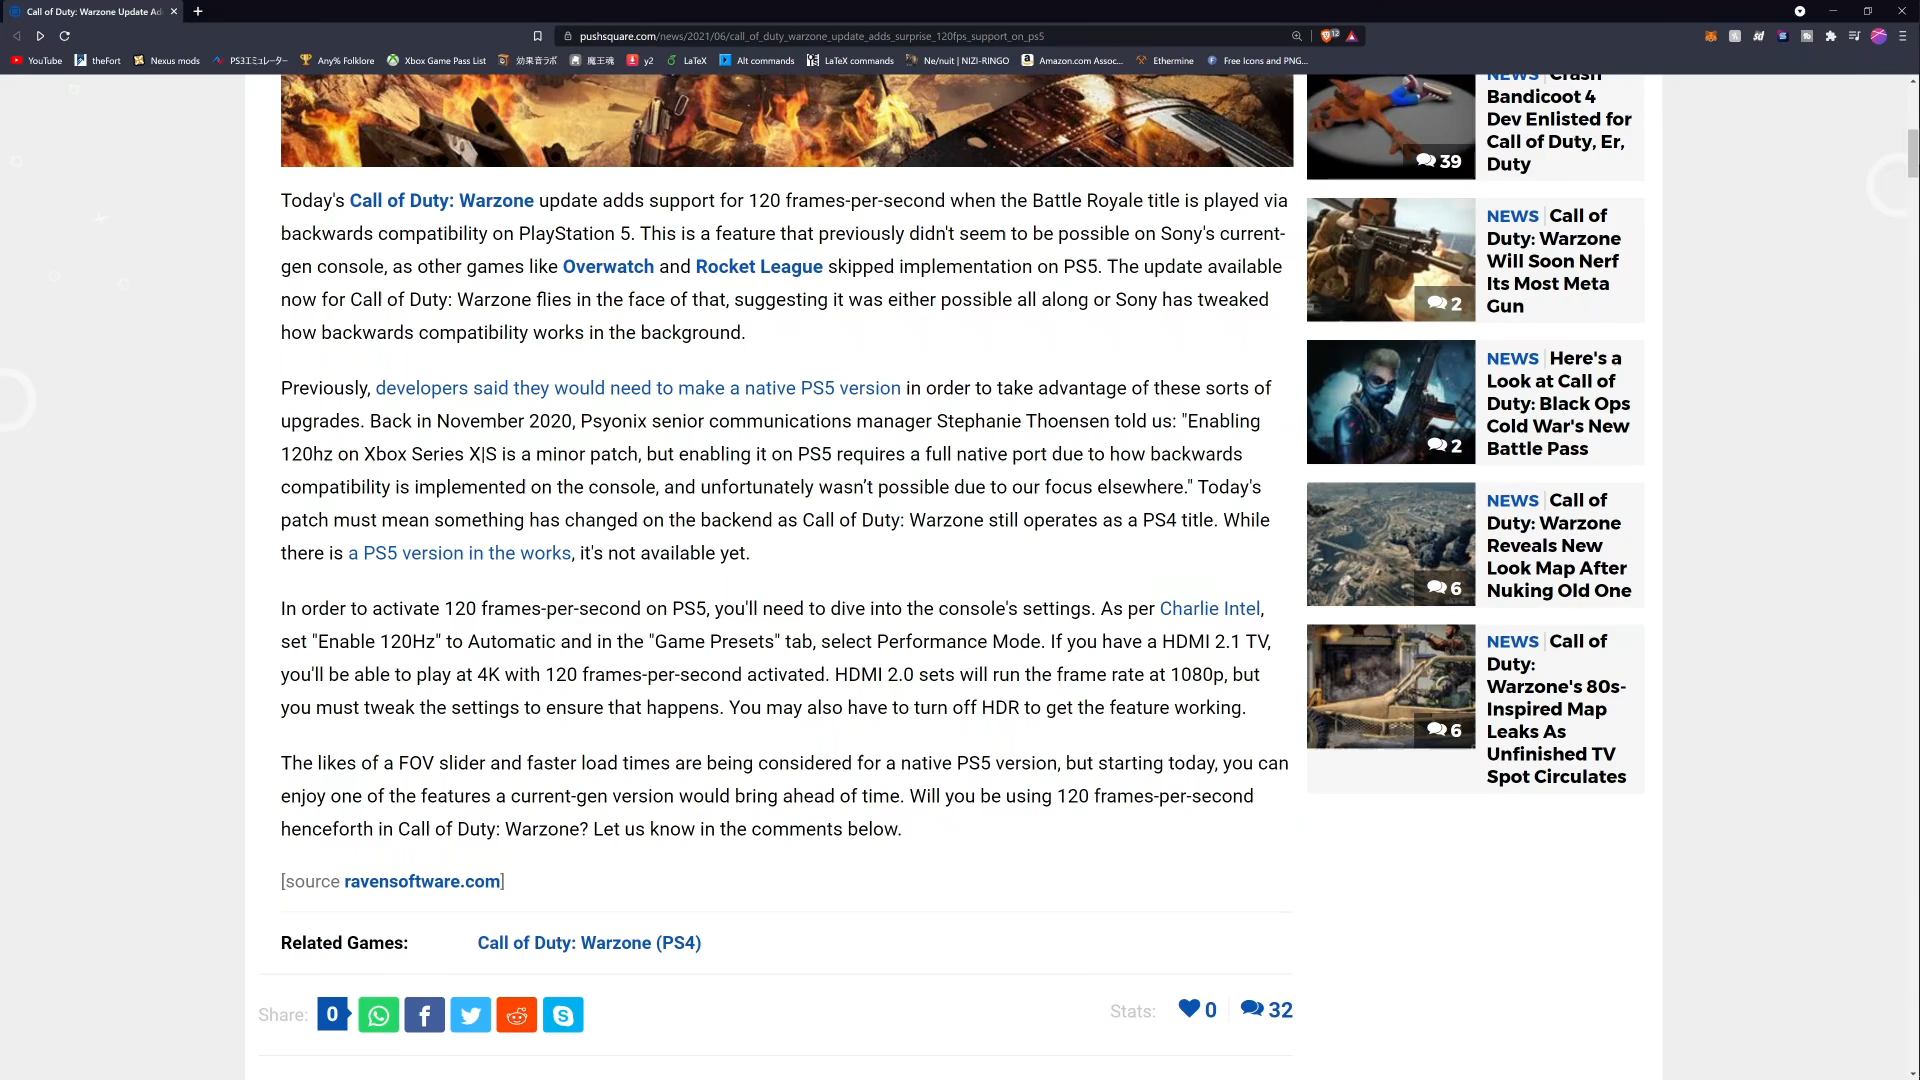 Call of Duty: Warzone Update Ad
pushsquare.com/news/2021/06/call_of_duty_warzone_update_adds_surprise_120fps_support_on_ps5
12
YouTube
theFort
Nexus mods
PS3エミュレーター
Any% Folklore
Xbox Game Pass List
効果音ラボ
魔王魂
y2
LaTeX
Alt commands
LaTeX commands
Ne/nuit | NIZI-RINGO
Amazon.com Assoc...
Ethermine
Free Icons and PNG...
Today's Call of Duty: Warzone update adds support for 120 frames-per-second when the Battle Royale title is played via
backwards compatibility on PlayStation 5. This is a feature that previously didn't seem to be possible on Sony's current-
gen console, as other games like Overwatch and Rocket League skipped implementation on PS5. The update available
now for Call of Duty: Warzone flies in the face of that, suggesting it was either possible all along or Sony has tweaked
how backwards compatibility works in the background.
Previously, developers said they would need to make a native PS5 version in order to take advantage of these sorts of
upgrades. Back in November 2020, Psyonix senior communications manager Stephanie Thoensen told us: "Enabling
120hz on Xbox Series X|S is a minor patch, but enabling it on PS5 requires a full native port due to how backwards
compatibility is implemented on the console, and unfortunately wasn’t possible due to our focus elsewhere." Today's
patch must mean something has changed on the backend as Call of Duty: Warzone still operates as a PS4 title. While
there is a PS5 version in the works, it's not available yet.
In order to activate 120 frames-per-second on PS5, you'll need to dive into the console's settings. As per Charlie Intel,
set "Enable 120Hz" to Automatic and in the "Game Presets" tab, select Performance Mode. If you have a HDMI 2.1 TV,
you'll be able to play at 4K with 120 frames-per-second activated. HDMI 2.0 sets will run the frame rate at 1080p, but
you must tweak the settings to ensure that happens. You may also have to turn off HDR to get the feature working.
The likes of a FOV slider and faster load times are being considered for a native PS5 version, but starting today, you can
enjoy one of the features a current-gen version would bring ahead of time. Will you be using 120 frames-per-second
henceforth in Call of Duty: Warzone? Let us know in the comments below.
[source ravensoftware.com]
Related Games: Call of Duty: Warzone (PS4)
Share: 0
Stats: 0 32
NEWS Crash
Bandicoot 4
Dev Enlisted for
Call of Duty, Er,
Duty
39
NEWS Call of
Duty: Warzone
Will Soon Nerf
Its Most Meta
Gun
2
NEWS Here's a
Look at Call of
Duty: Black Ops
Cold War's New
Battle Pass
2
NEWS Call of
Duty: Warzone
Reveals New
Look Map After
Nuking Old One
6
NEWS Call of
Duty:
Warzone's 80s-
Inspired Map
Leaks As
Unfinished TV
Spot Circulates
6